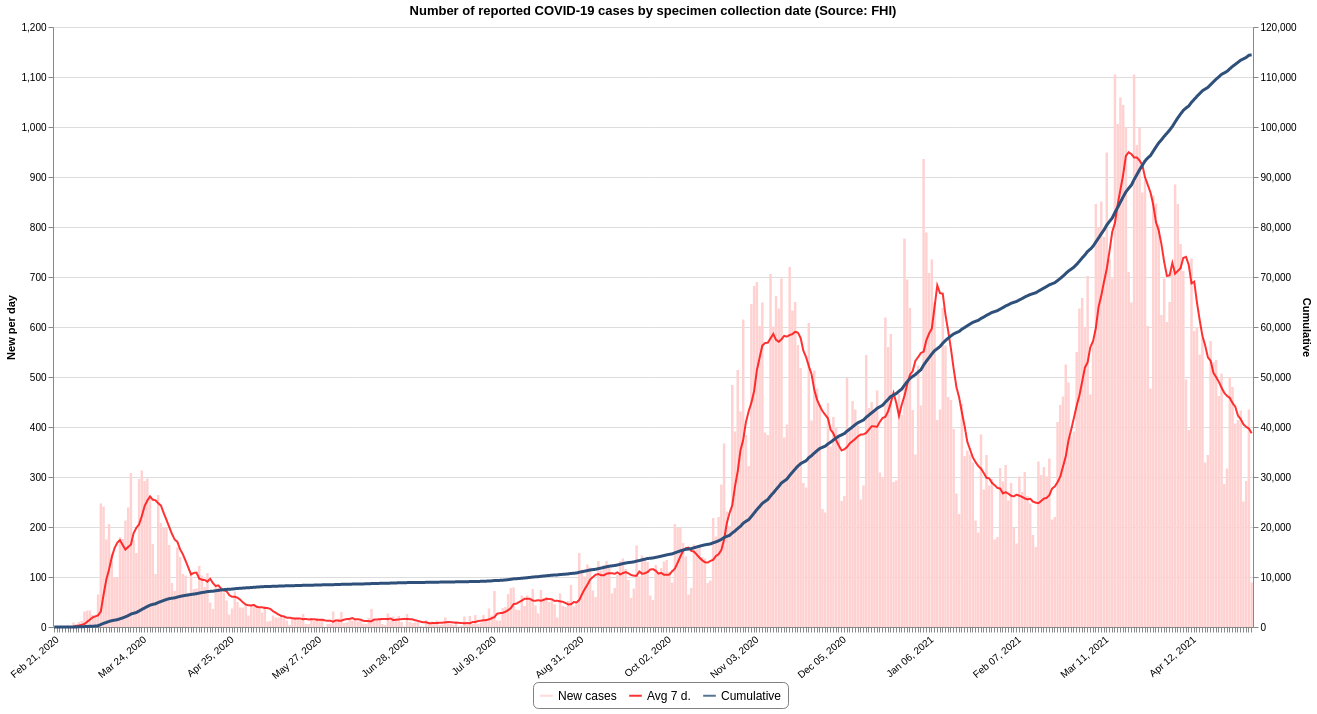 Number of reported COVID-19 cases by specimen collection date (Source: FHI)
1,200
1,100
1,000
900
800
700
600
500
400
300
200
100
0
New per day
120,000
110,000
100,000
90,000
80,000
70,000
60,000
50,000
40,000
30,000
20,000
10,000
0
Cumulative
Feb 21, 2020
Mar 24, 2020
Apr 25, 2020
May 27, 2020
Jun 28, 2020
Jul 30, 2020
Aug 31, 2020
Oct 02, 2020
Nov 03, 2020
Dec 05, 2020
Jan 06, 2021
Feb 07, 2021
Mar 11, 2021
Apr 12, 2021
New cases Avg 7 d. Cumulative